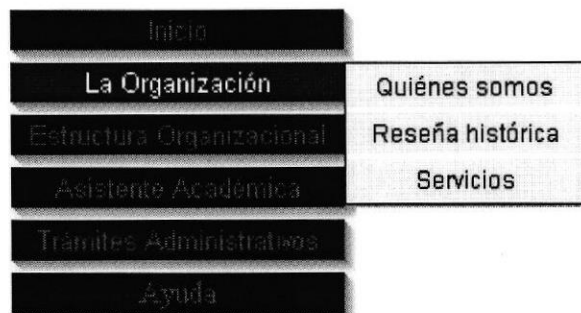 Inicio
La Organización
Estructura Organizacional
Asistente Académica
Trámites Administrativos
Ayuda
Quiénes somos
Reseña histórica
Servicios